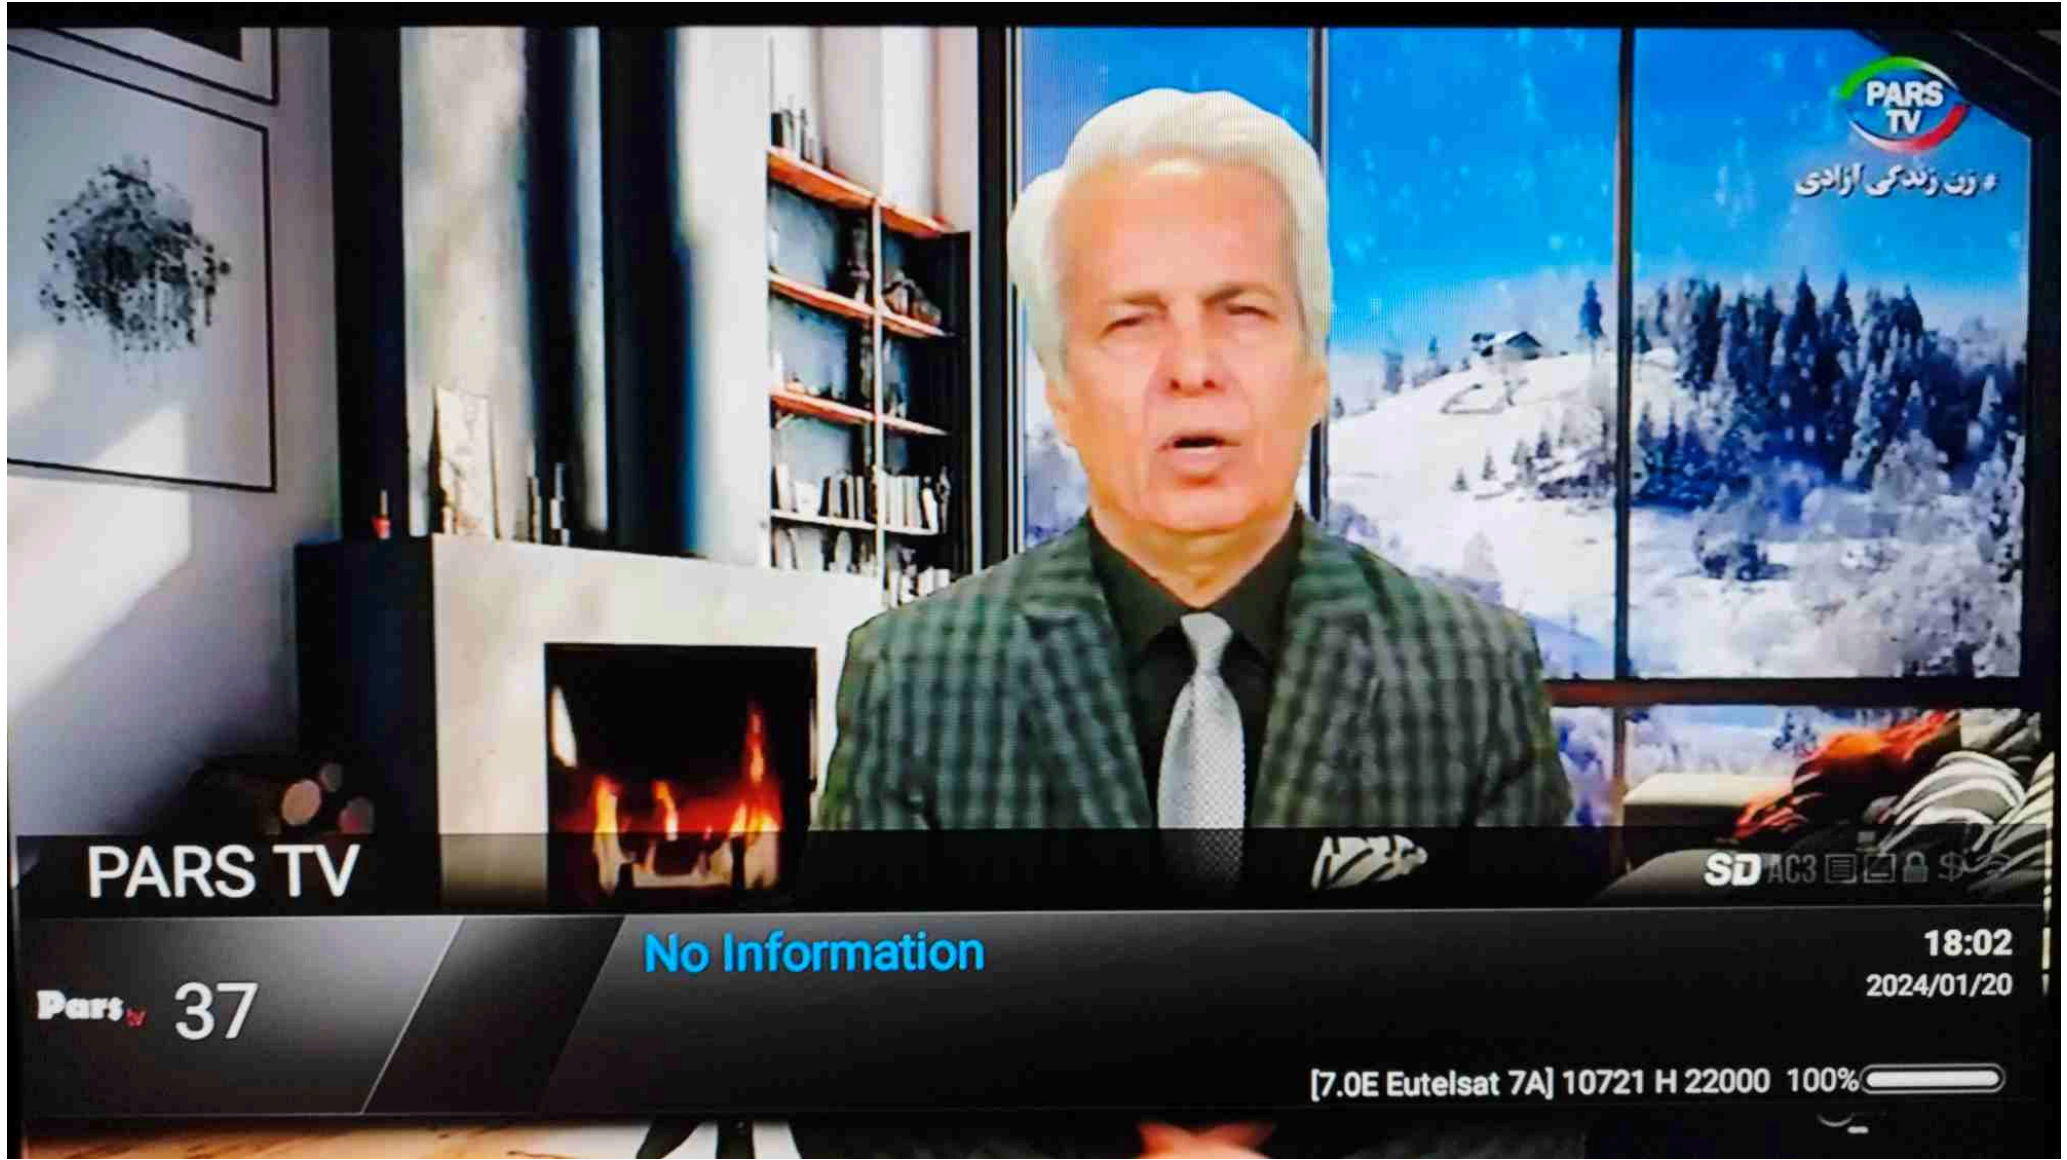 PARS
TV
# زن زندگی آزادی
PARS TV
SD AC3 $
Pars tv 37
No Information
18:02
2024/01/20
[7.0E Eutelsat 7A] 10721 H 22000 100%